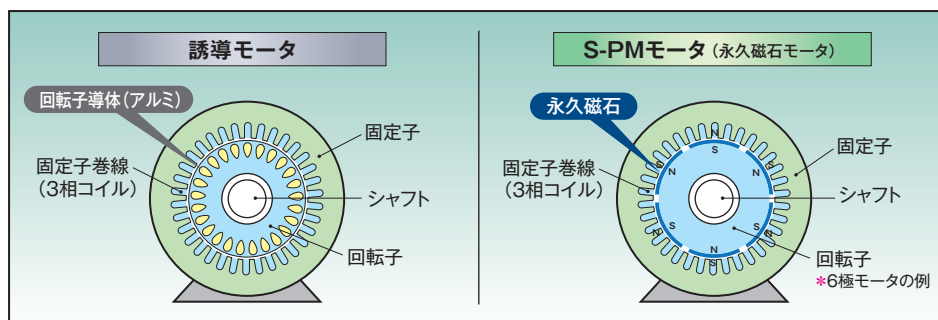 誘導モータ
回転子導体(アルミ)
固定子
固定子巻線
(3相コイル)
シャフト
回転子
S-PMモータ(永久磁石モータ)
永久磁石
固定子
固定子巻線
(3相コイル)
シャフト
回転子
*6極モータの例
N
S
S
N
N
S
S
N
S
N
N
S